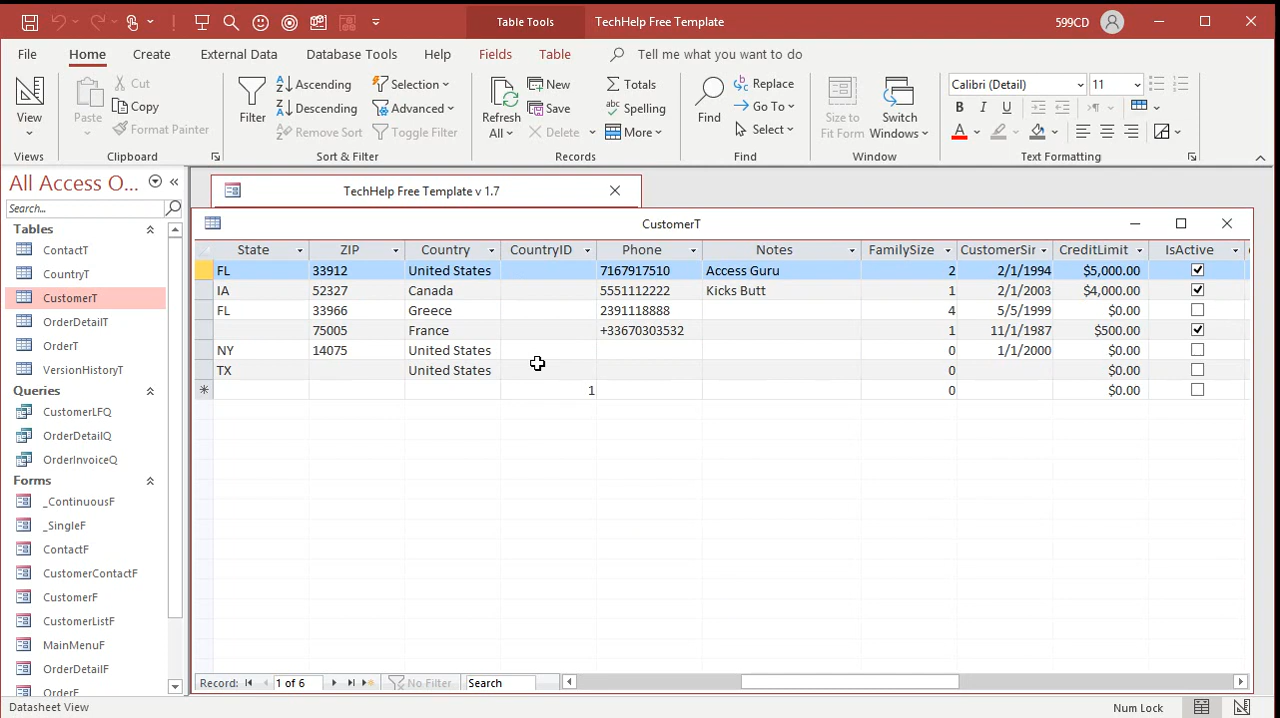 Table Tools
TechHelp Free Template
599CD
File
Home
Create
External Data
Database Tools
Help
Fields
Table
Tell me what you want to do
View
Views
Paste
Cut
Copy
Format Painter
Clipboard
Filter
Ascending
Descending
Remove Sort
Selection
Advanced
Toggle Filter
Sort & Filter
Refresh
All
New
Save
Delete
Totals
Spelling
More
Records
Find
Replace
Go To
Select
Find
Size to
Fit Form
Switch
Windows
Window
Calibri (Detail)
11
B I U
A
Text Formatting
All Access O...
Search...
Tables
ContactT
CountryT
CustomerT
OrderDetailT
OrderT
VersionHistoryT
Queries
CustomerLFQ
OrderDetailQ
OrderInvoiceQ
Forms
_ContinuousF
_SingleF
ContactF
CustomerContactF
CustomerF
CustomerListF
MainMenuF
OrderDetailF
OrderF
TechHelp Free Template v 1.7
CustomerT
State ZIP Country CountryID Phone Notes FamilySize CustomerSin CreditLimit IsActive
FL 33912 United States 7167917510 Access Guru 2 2/1/1994 $5,000.00
IA 52327 Canada 5551112222 Kicks Butt 1 2/1/2003 $4,000.00
FL 33966 Greece 2391118888 4 5/5/1999 $0.00
75005 France +33670303532 1 11/1/1987 $500.00
NY 14075 United States 0 1/1/2000 $0.00
TX United States 0 $0.00
* 1 0 $0.00
Record: 1 of 6 No Filter Search
Datasheet View
Num Lock